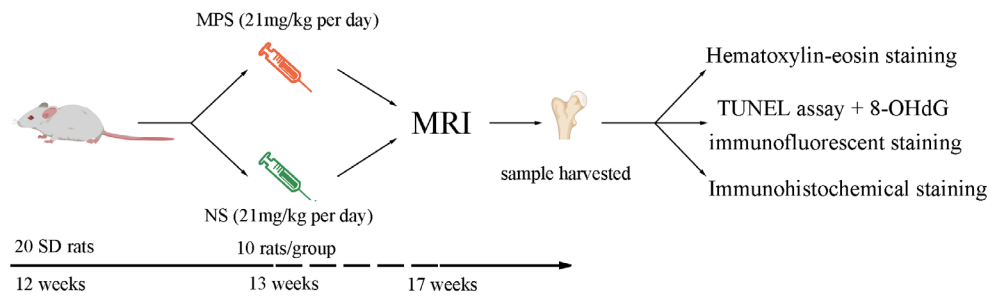 MPS (21mg/kg per day)
MRI
NS (21mg/kg per day)
sample harvested
Hematoxylin-eosin staining
TUNEL assay + 8-OHdG
immunofluorescent staining
Immunohistochemical staining
20 SD rats
10 rats/group
12 weeks
13 weeks
17 weeks